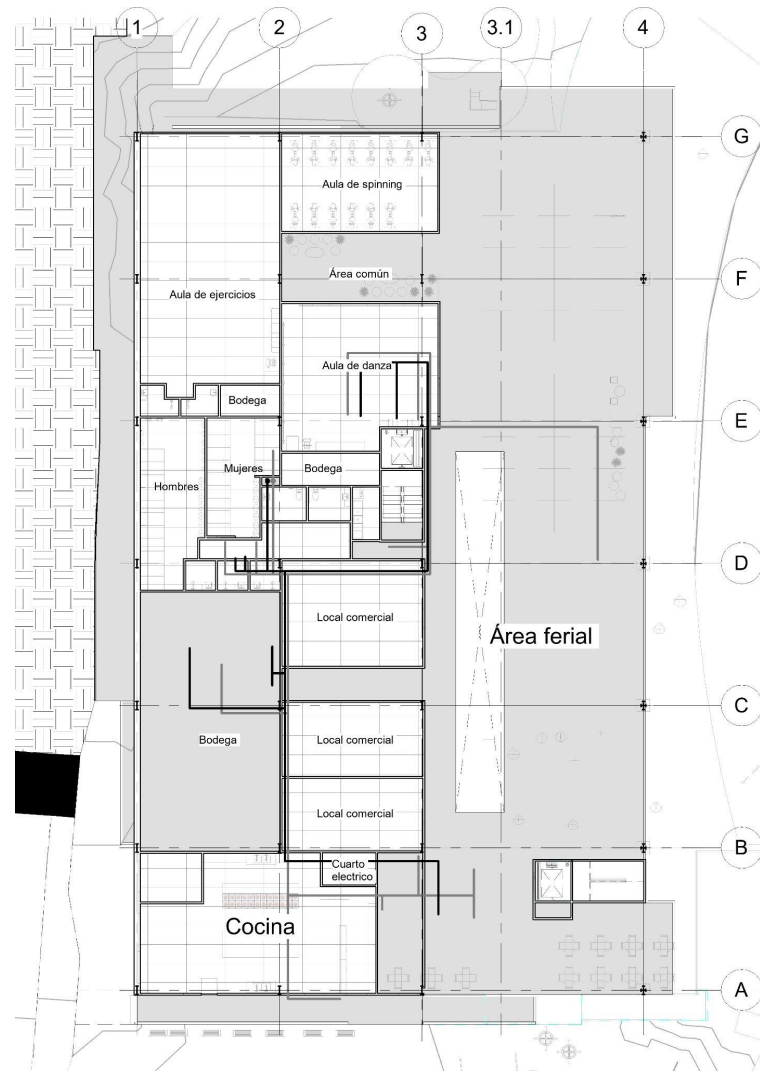 1
2
3
3.1
4
G
Aula de spinning
Área común
F
Aula de ejercicios
Aula de danza
Bodega
E
Mujeres
Bodega
Hombres
D
Local comercial
Área ferial
C
Bodega
Local comercial
Local comercial
B
Cuarto
electrico
Cocina
A